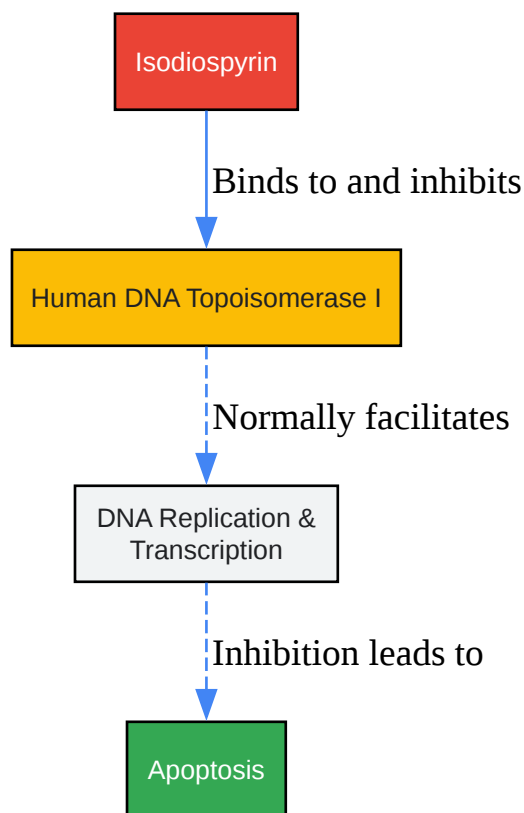 Isodiospyrin
Binds to and inhibits
Human DNA Topoisomerase I
Normally facilitates
DNA Replication &
Transcription
Inhibition leads to
Apoptosis